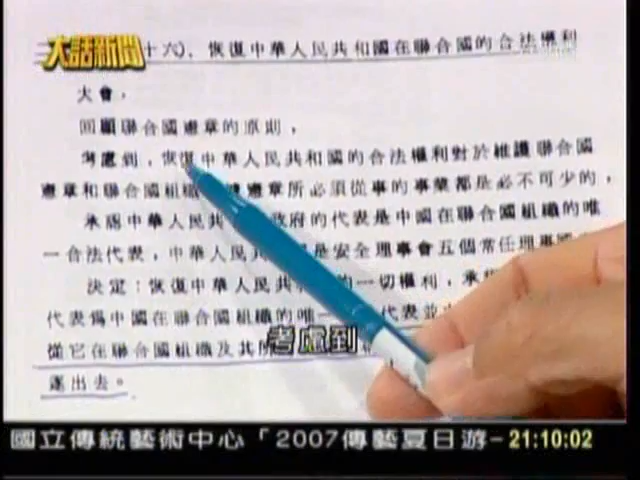 大話新聞
十六)、恢復中華人民共和國在聯合國的合法權利
大會,
回顧聯合國憲章的原則,
考慮到,恢復中華人民共和國的合法權利對於維護聯合國
憲章和聯合國組織 憲章所必須從事的事業都是必不可少的,
承認中華人民共 政府的代表是中國在聯合國組織的唯
一合法代表,中華人民共 是安全理事會五個常任理事國
決定:恢復中華人民共 的一切權利,承
代表爲中國在聯合國組織的唯一 代表並
從它在聯合國組織及其所
逐出去。
考慮到
國立傳統藝術中心「2007傳藝夏日游-21:10:02